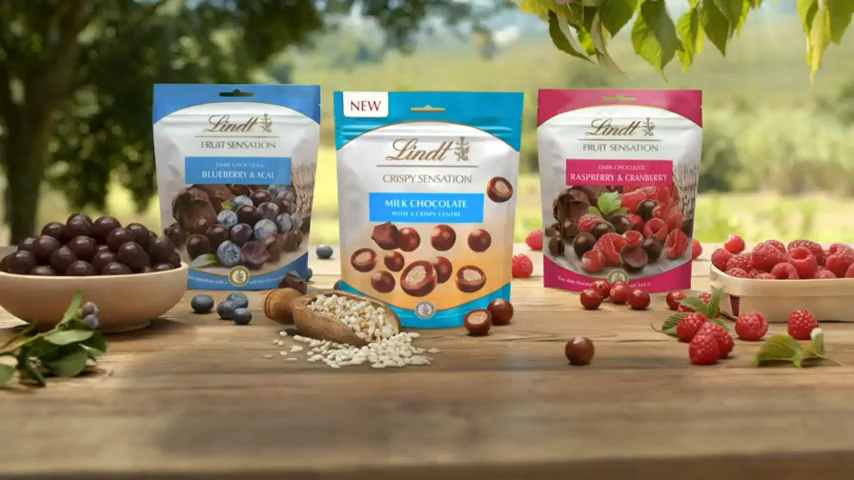 Lindt
FRUIT SENSATION
DARK CHOCOLATE
BLUEBERRY & ACAI
NEW
Lindt
CRISPY SENSATION
MILK CHOCOLATE
WITH A CRISPY CENTRE
Lindt
FRUIT SENSATION
DARK CHOCOLATE
RASPBERRY & CRANBERRY